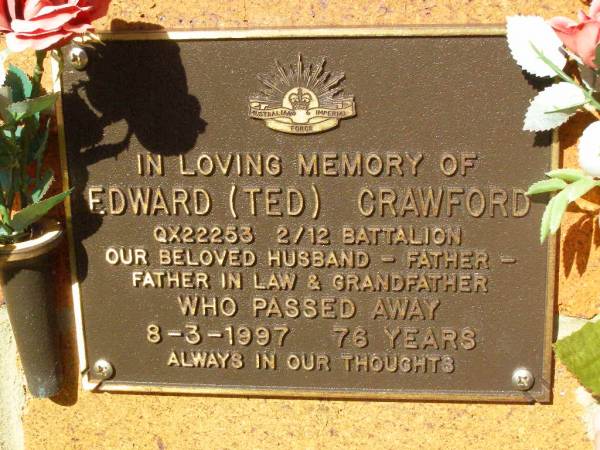 AUSTRALIAN & IMPERIAL
FORCE
IN LOVING MEMORY OF
EDWARD (TED) CRAWFORD
QX22253 2/12 BATTALION
OUR BELOVED HUSBAND - FATHER -
FATHER IN LAW & GRANDFATHER
WHO PASSED AWAY
8-3-1997 76 YEARS
ALWAYS IN OUR THOUGHTS